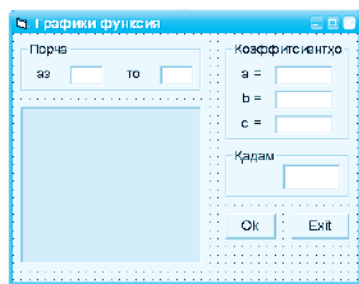 Графики функсия
Порча
аз то
Коэффитсиентҳо
a =
b =
c =
Қадам
Ok Exit